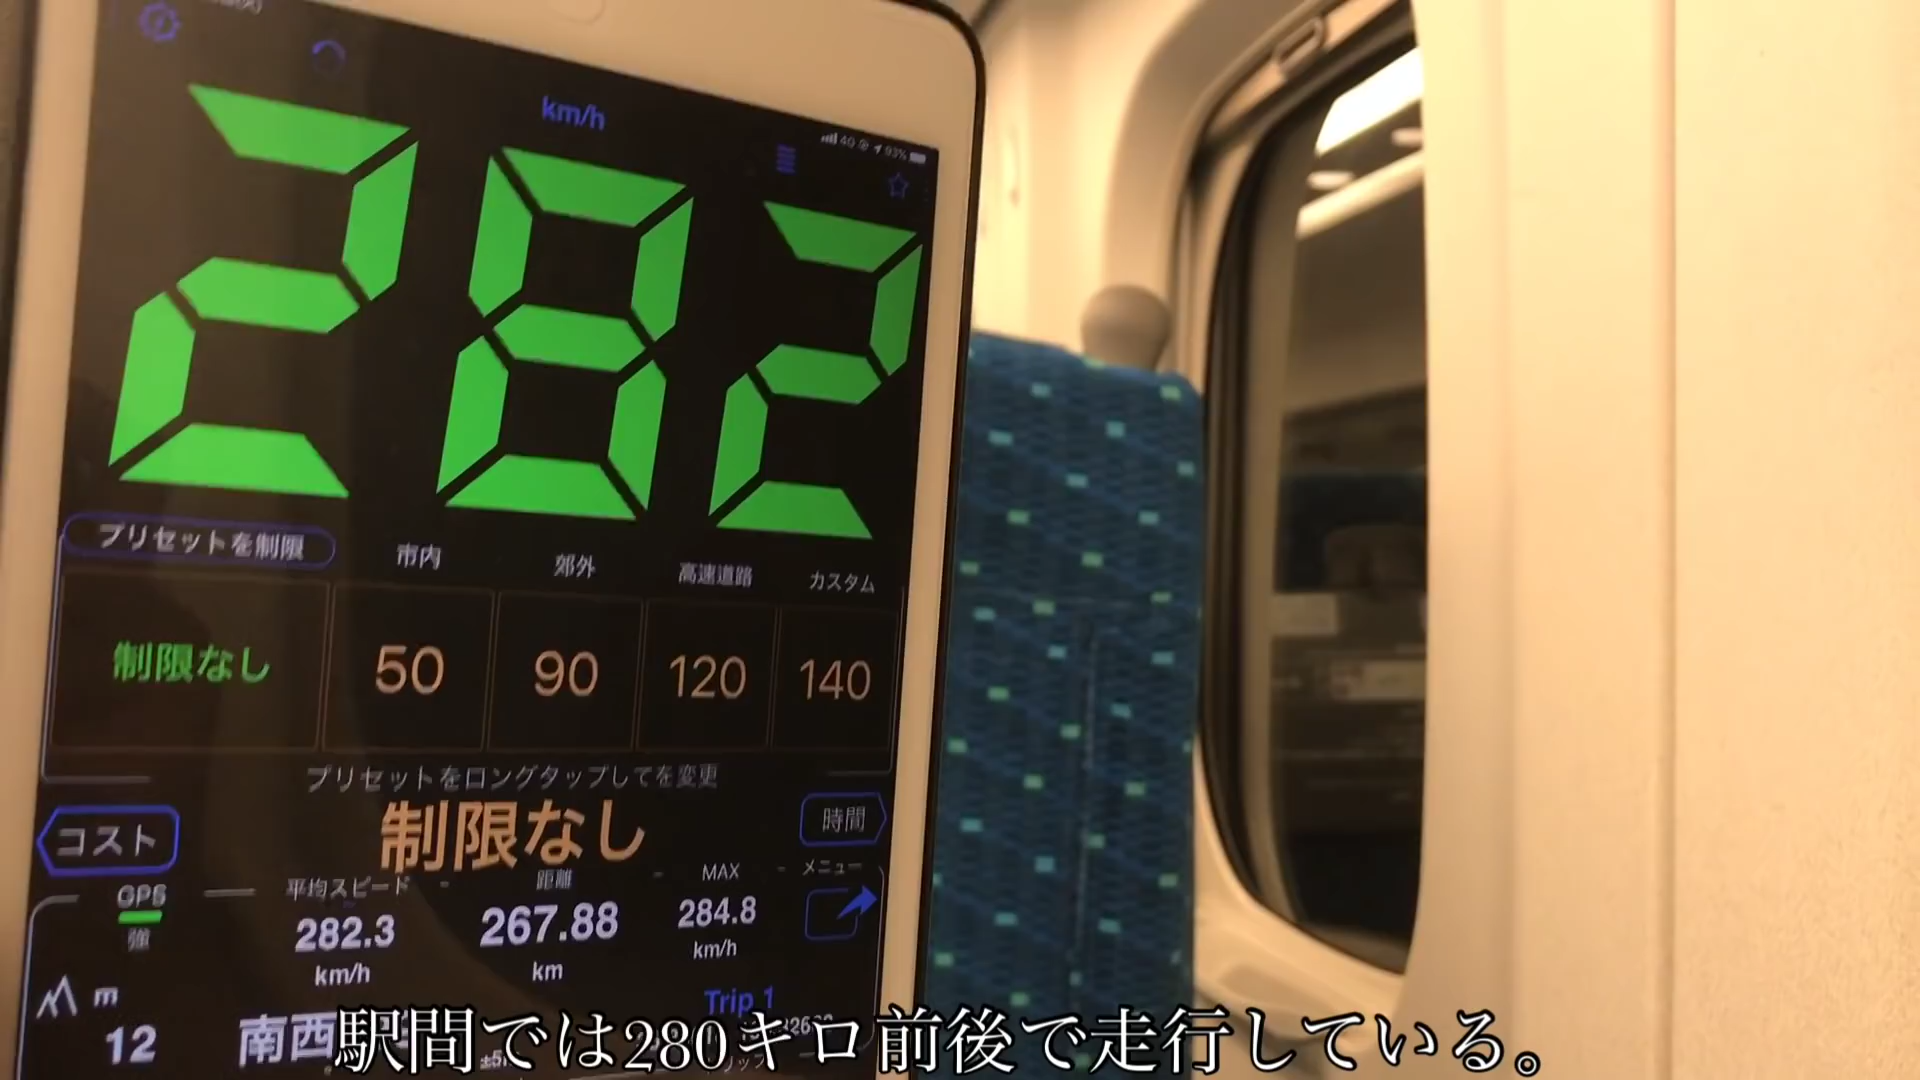 km/h
4G 93%
282
プリセットを制限 市内 郊外 高速道路 カスタム
制限なし 50 90 120 140
プリセットをロングタップしてを変更
コスト 制限なし 時間
GPS 平均スピード 距離 MAX メニュー
強 282.3 267.88 284.8
km/h km km/h
m Trip 1
12 南西
駅間では280キロ前後で走行している。